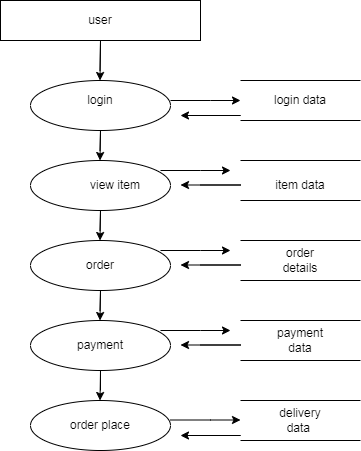 user
login
login data
view item
item data
order
order
details
payment
payment
data
order place
delivery
data